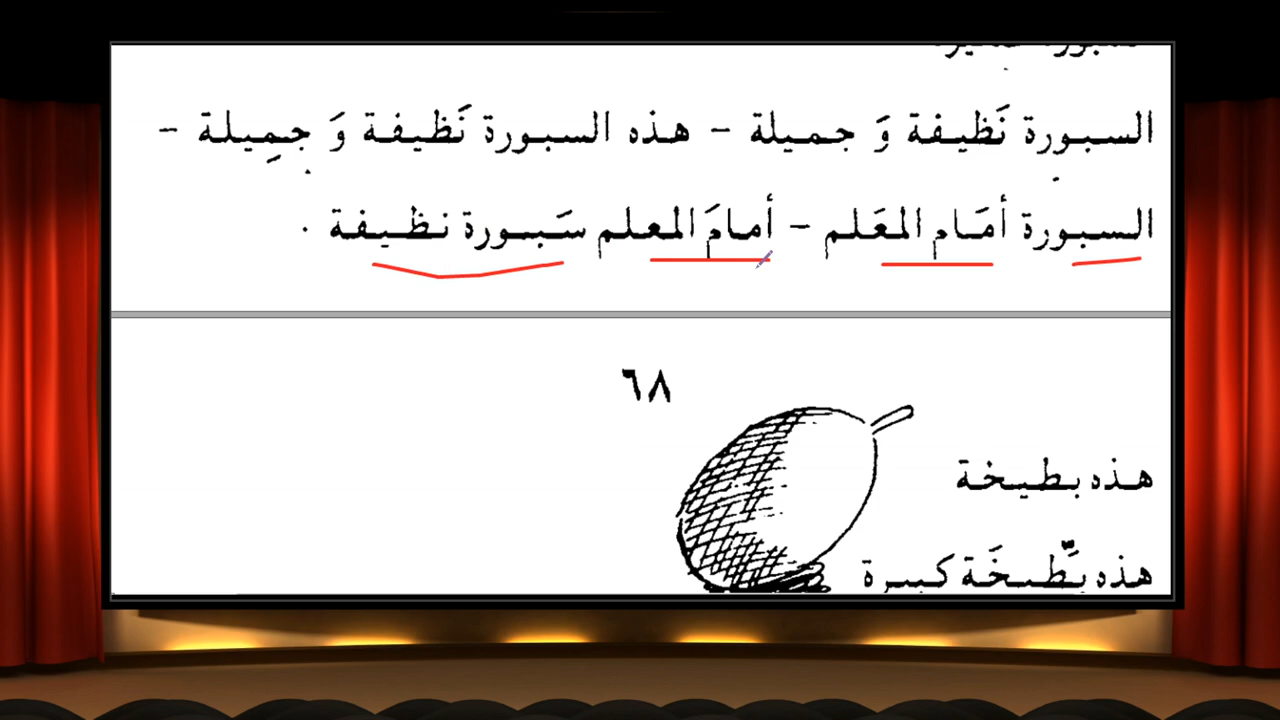 السبورة نَظيفة وَ جميلة – هذه السبورة نَظيفة وَ جمِيلة –
السبورة أمَام المعَلم – أمامَ المعلم سَبورة نظيفة .
٦٨
هذه بطيخة
هذه بَطّيخَة كبيرة